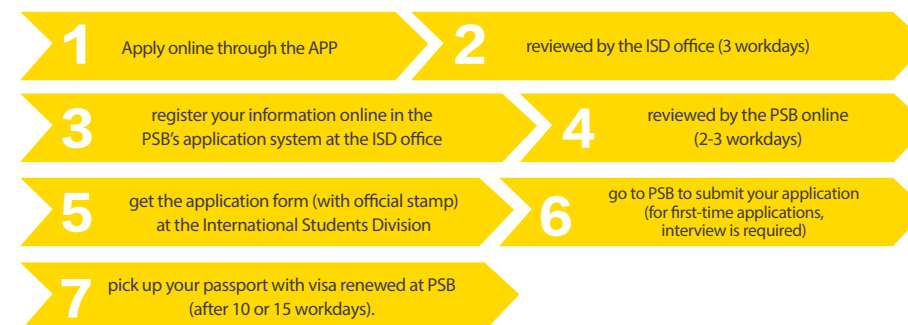 1
Apply online through the APP
2
reviewed by the ISD office (3 workdays)
3
register your information online in the
PSB's application system at the ISD office
4
reviewed by the PSB online
(2-3 workdays)
5
get the application form (with official stamp)
at the International Students Division
6
go to PSB to submit your application
(for first-time applications,
interview is required)
7
pick up your passport with visa renewed at PSB
(after 10 or 15 workdays).